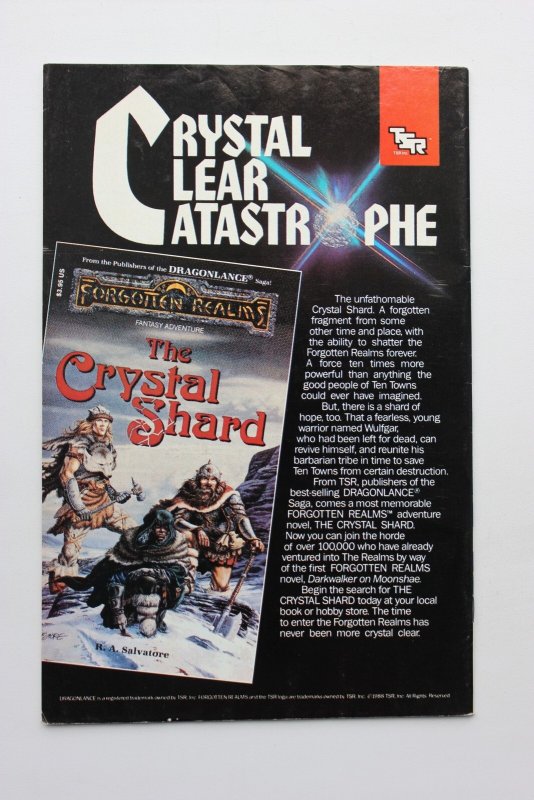 CRYSTAL
CLEAR
CATASTROPHE
TSR
From the Publishers of the DRAGONLANCE® Saga!
$3.95 US
FORGOTTEN REALMS
FANTASY ADVENTURE
The
Crystal
Shard
R. A. Salvatore
The unfathomable
Crystal Shard. A forgotten
fragment from some
other time and place, with
the ability to shatter the
Forgotten Realms forever.
A force ten times more
powerful than anything the
good people of Ten Towns
could ever have imagined.
But, there is a shard of
hope, too. That a fearless, young
warrior named Wulfgar,
who had been left for dead, can
revive himself, and reunite his
barbarian tribe in time to save
Ten Towns from certain destruction.
From TSR, publishers of the
best-selling DRAGONLANCE®
Saga, comes a most memorable
FORGOTTEN REALMS™ adventure
novel, THE CRYSTAL SHARD.
Now you can join the horde
of over 100,000 who have already
ventured into The Realms by way
of the first FORGOTTEN REALMS
novel, Darkwalker on Moonshae.
Begin the search for THE
CRYSTAL SHARD today at your local
book or hobby store. The time
to enter the Forgotten Realms has
never been more crystal clear.
DRAGONLANCE is a registered trademark owned by TSR, Inc. FORGOTTEN REALMS and the TSR logo are trademarks owned by TSR, Inc. ©1988 TSR, Inc. All Rights Reserved